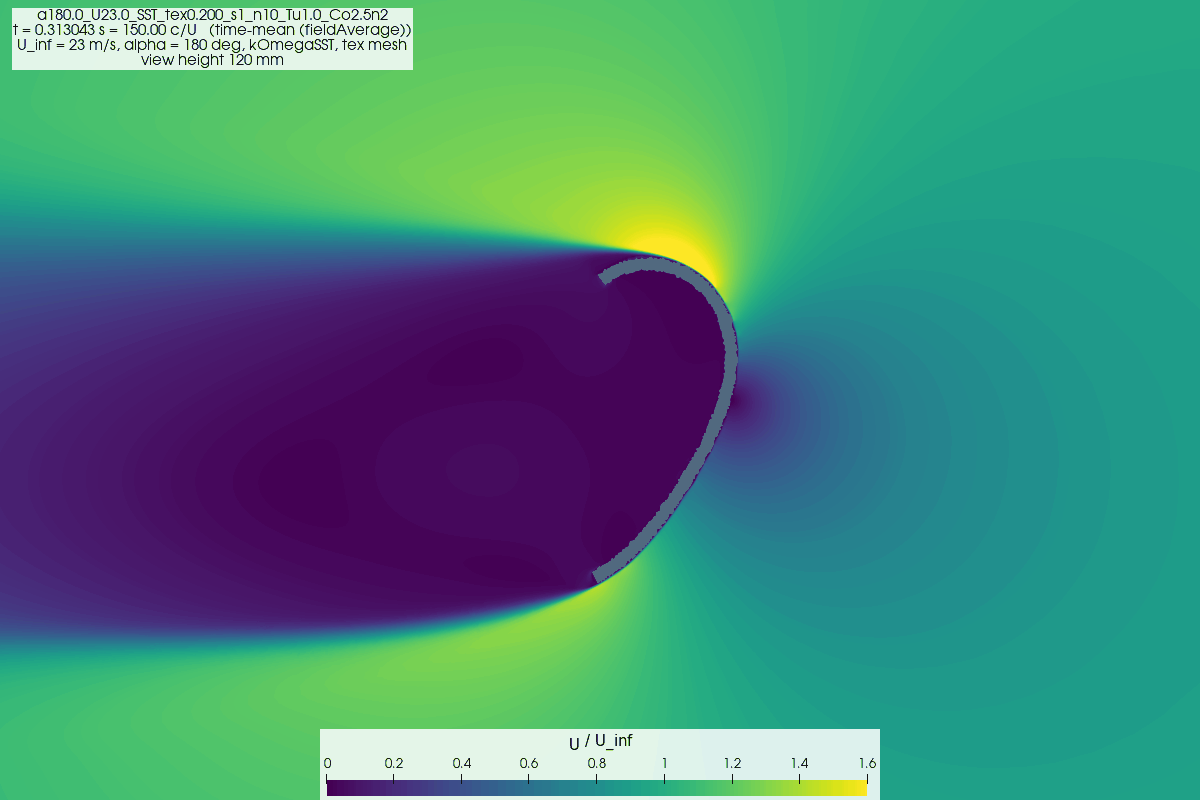 a180.0_U23.0_SST_tex0.200_s1_n10_Tu1.0_Co2.5n2
t = 0.313043 s = 150.00 c/U (time-mean (fieldAverage))
U_inf = 23 m/s, alpha = 180 deg, kOmegaSST, tex mesh
view height 120 mm
U / U_inf
0 0.2 0.4 0.6 0.8 1 1.2 1.4 1.6